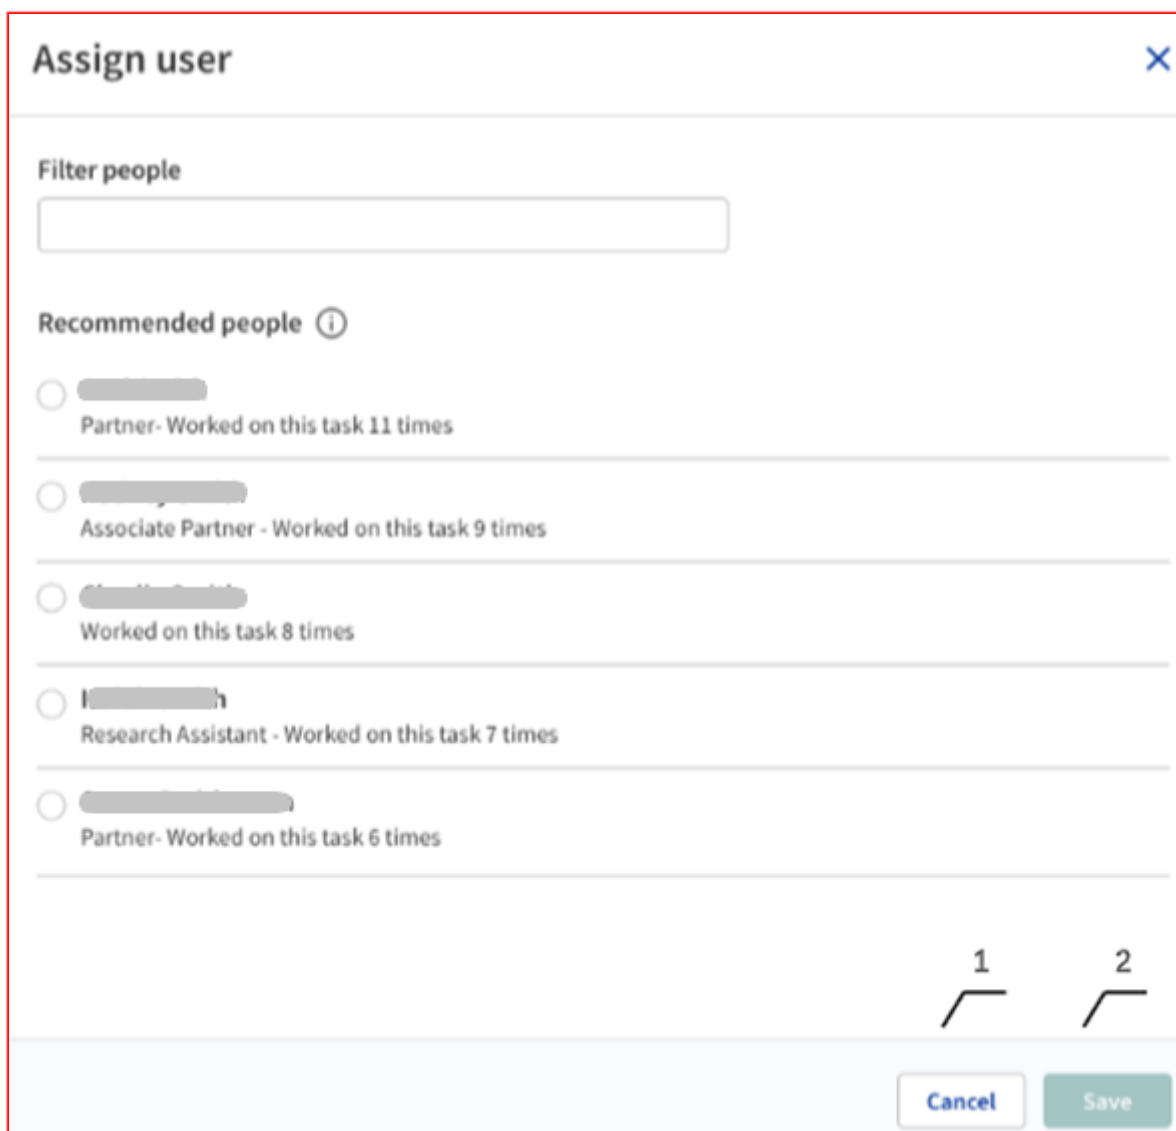 Assign user
Filter people
Recommended people
Partner- Worked on this task 11 times
Associate Partner - Worked on this task 9 times
Worked on this task 8 times
Research Assistant - Worked on this task 7 times
Partner- Worked on this task 6 times
1 2
Cancel Save